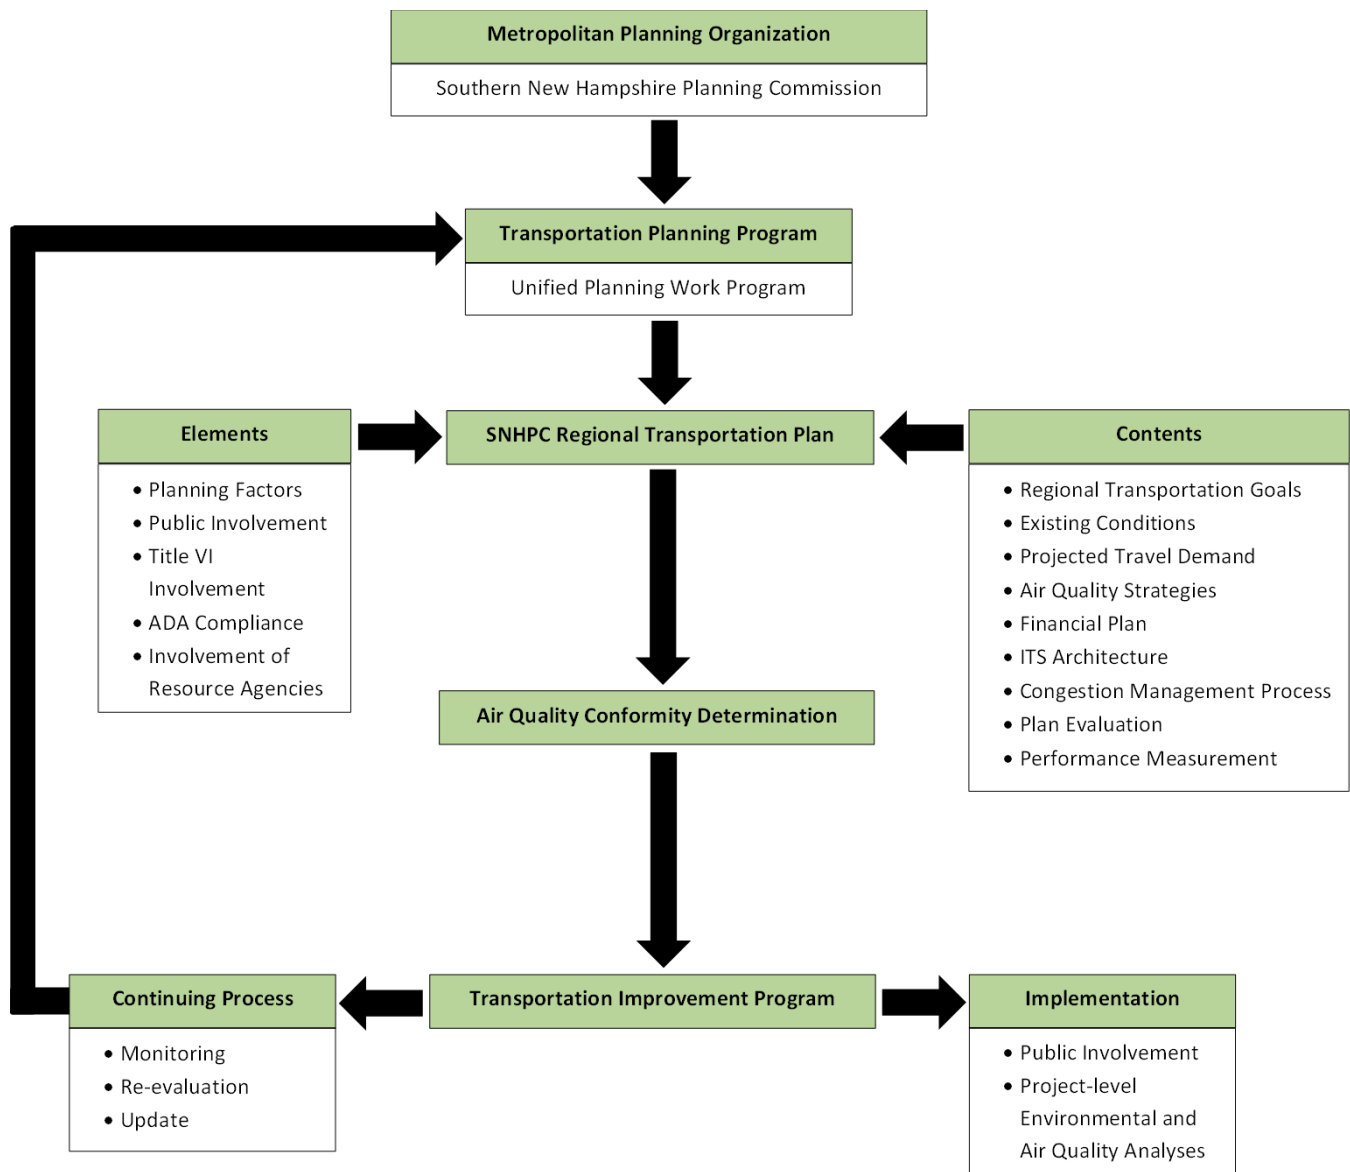 Metropolitan Planning Organization
Southern New Hampshire Planning Commission
Transportation Planning Program
Unified Planning Work Program
Elements
• Planning Factors
• Public Involvement
• Title VI
Involvement
• ADA Compliance
• Involvement of
Resource Agencies
SNHPC Regional Transportation Plan
Contents
• Regional Transportation Goals
• Existing Conditions
• Projected Travel Demand
• Air Quality Strategies
• Financial Plan
• ITS Architecture
• Congestion Management Process
• Plan Evaluation
• Performance Measurement
Air Quality Conformity Determination
Continuing Process
• Monitoring
• Re-evaluation
• Update
Transportation Improvement Program
Implementation
• Public Involvement
• Project-level
Environmental and
Air Quality Analyses